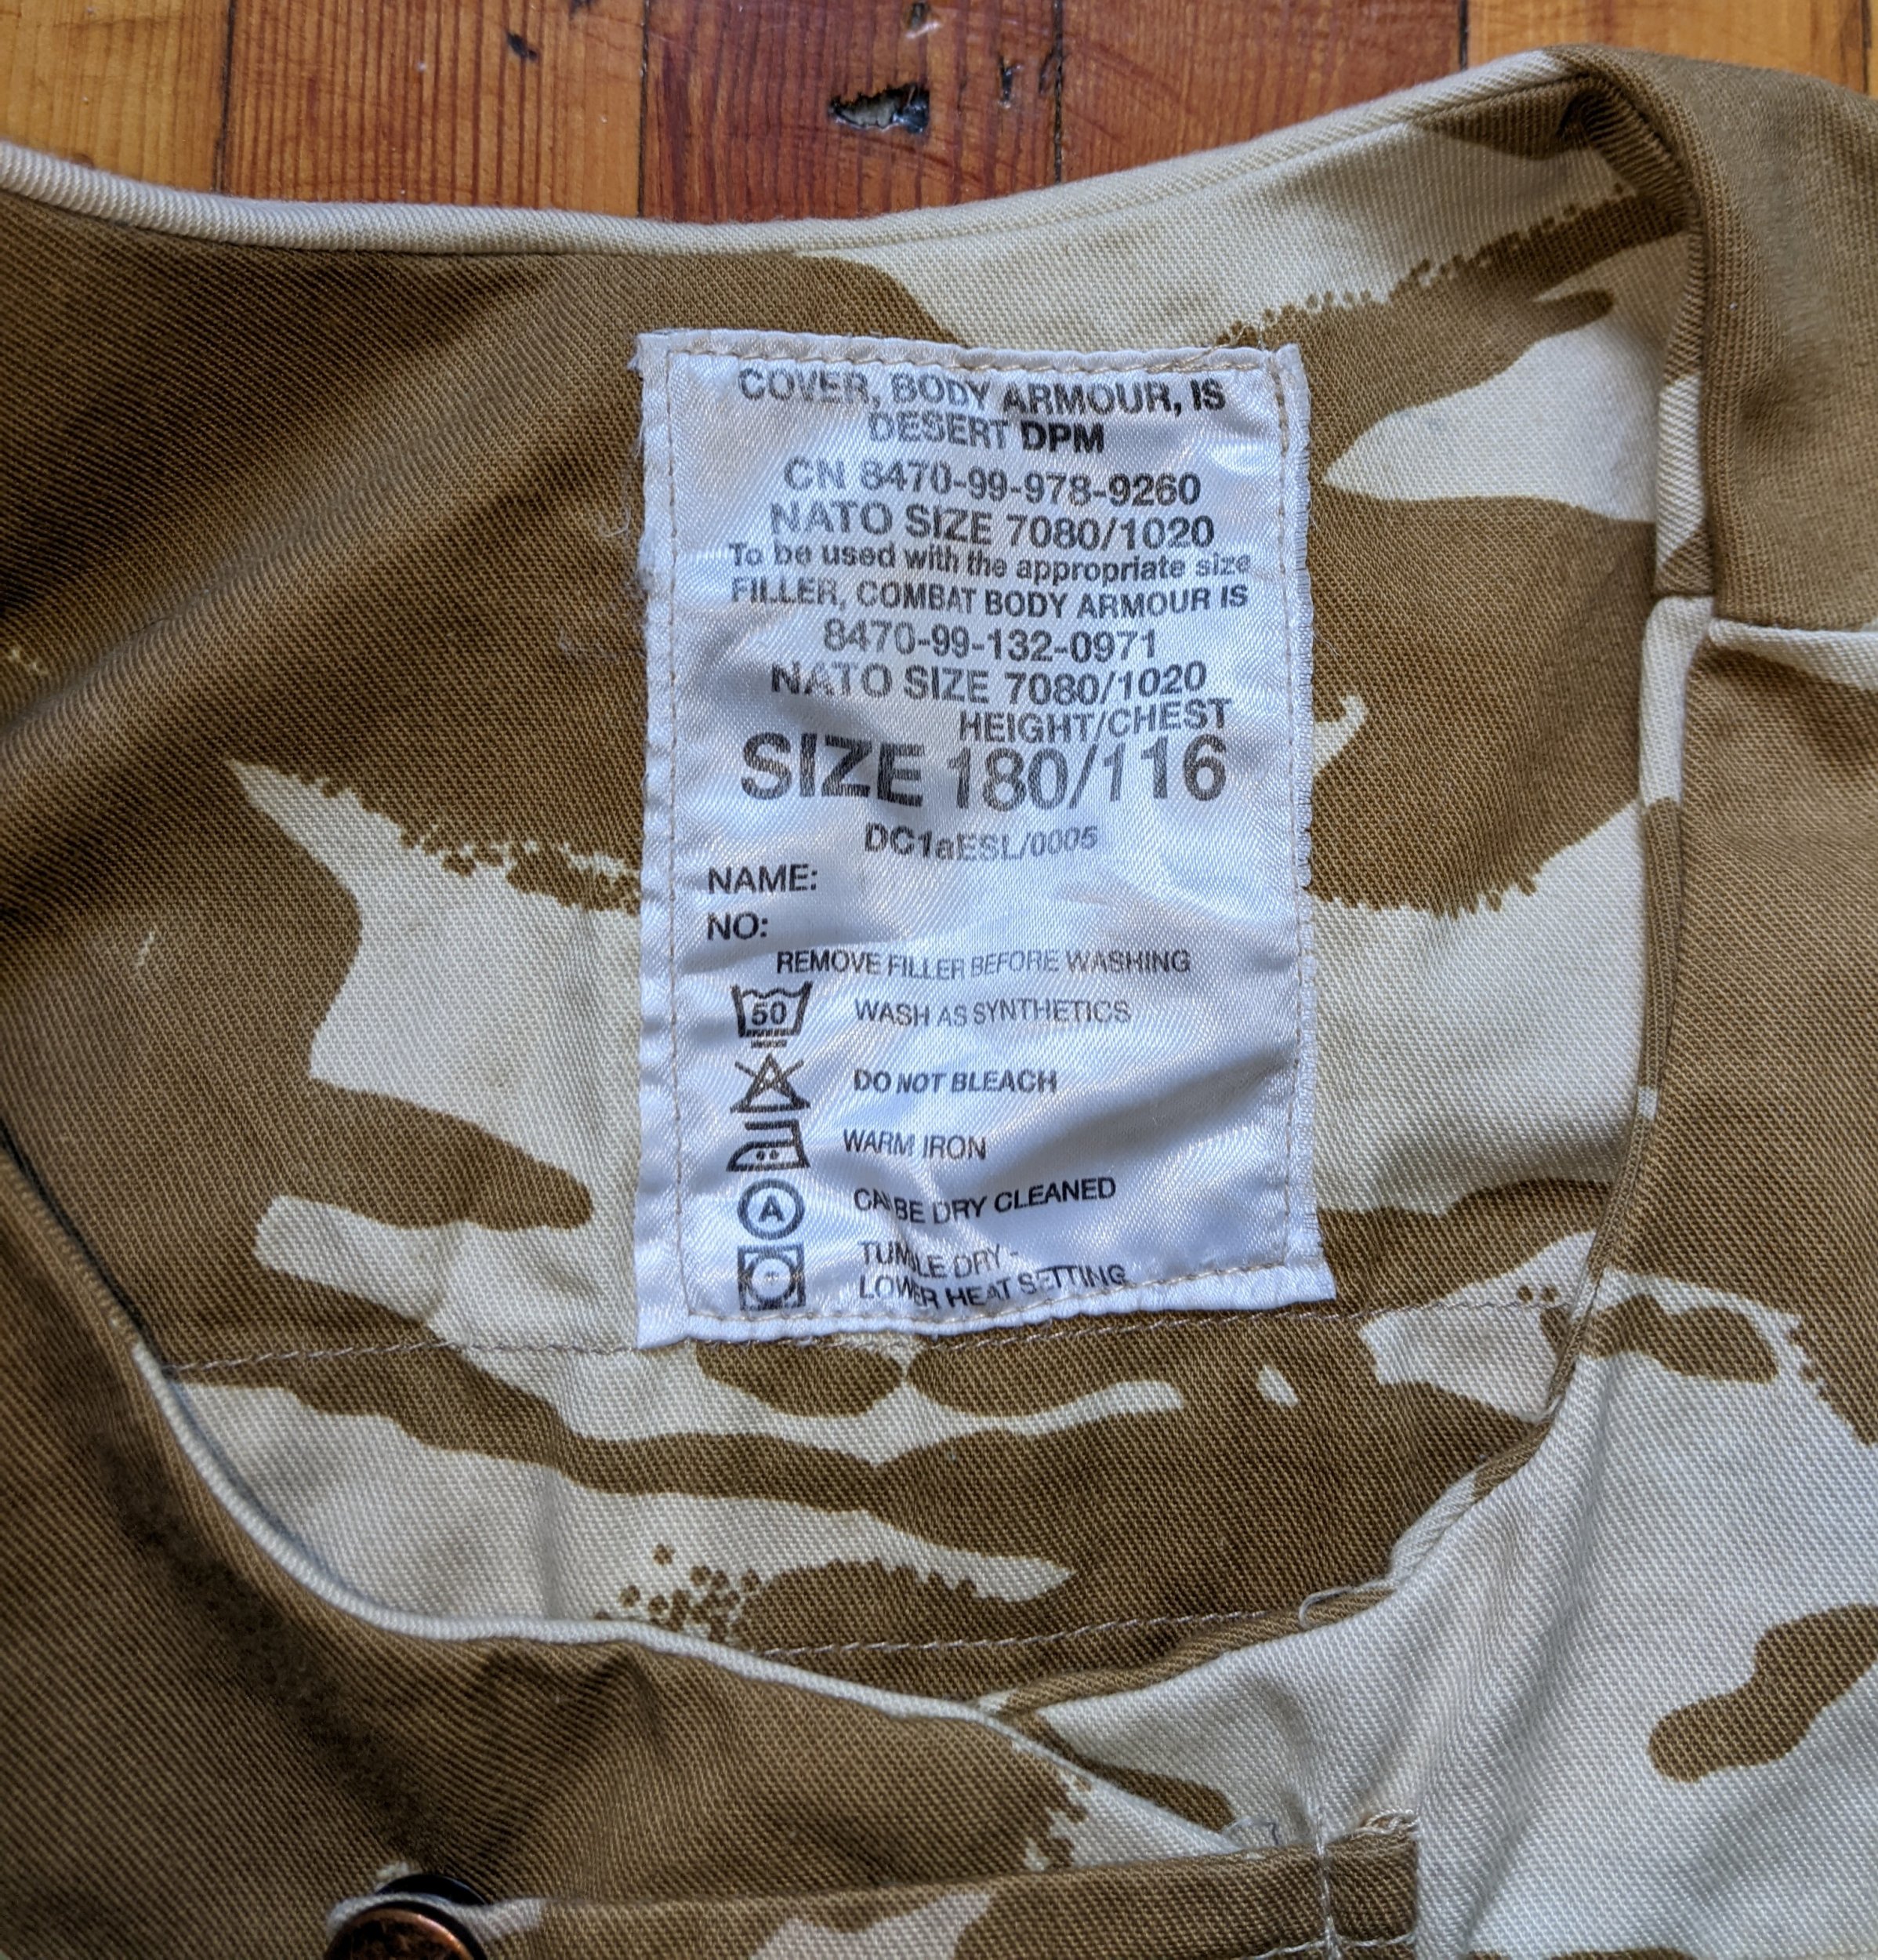 COVER, BODY ARMOUR, IS
DESERT DPM
CN 8470-99-978-9260
NATO SIZE 7080/1020
To be used with the appropriate size
FILLER, COMBAT BODY ARMOUR IS
8470-99-132-0971
NATO SIZE 7080/1020
HEIGHT/CHEST
SIZE 180/116
DC1aESL/0005
NAME:
NO:
REMOVE FILLER BEFORE WASHING
50 WASH AS SYNTHETICS
DO NOT BLEACH
WARM IRON
A CAN BE DRY CLEANED
TUMBLE DRY -
LOWER HEAT SETTING